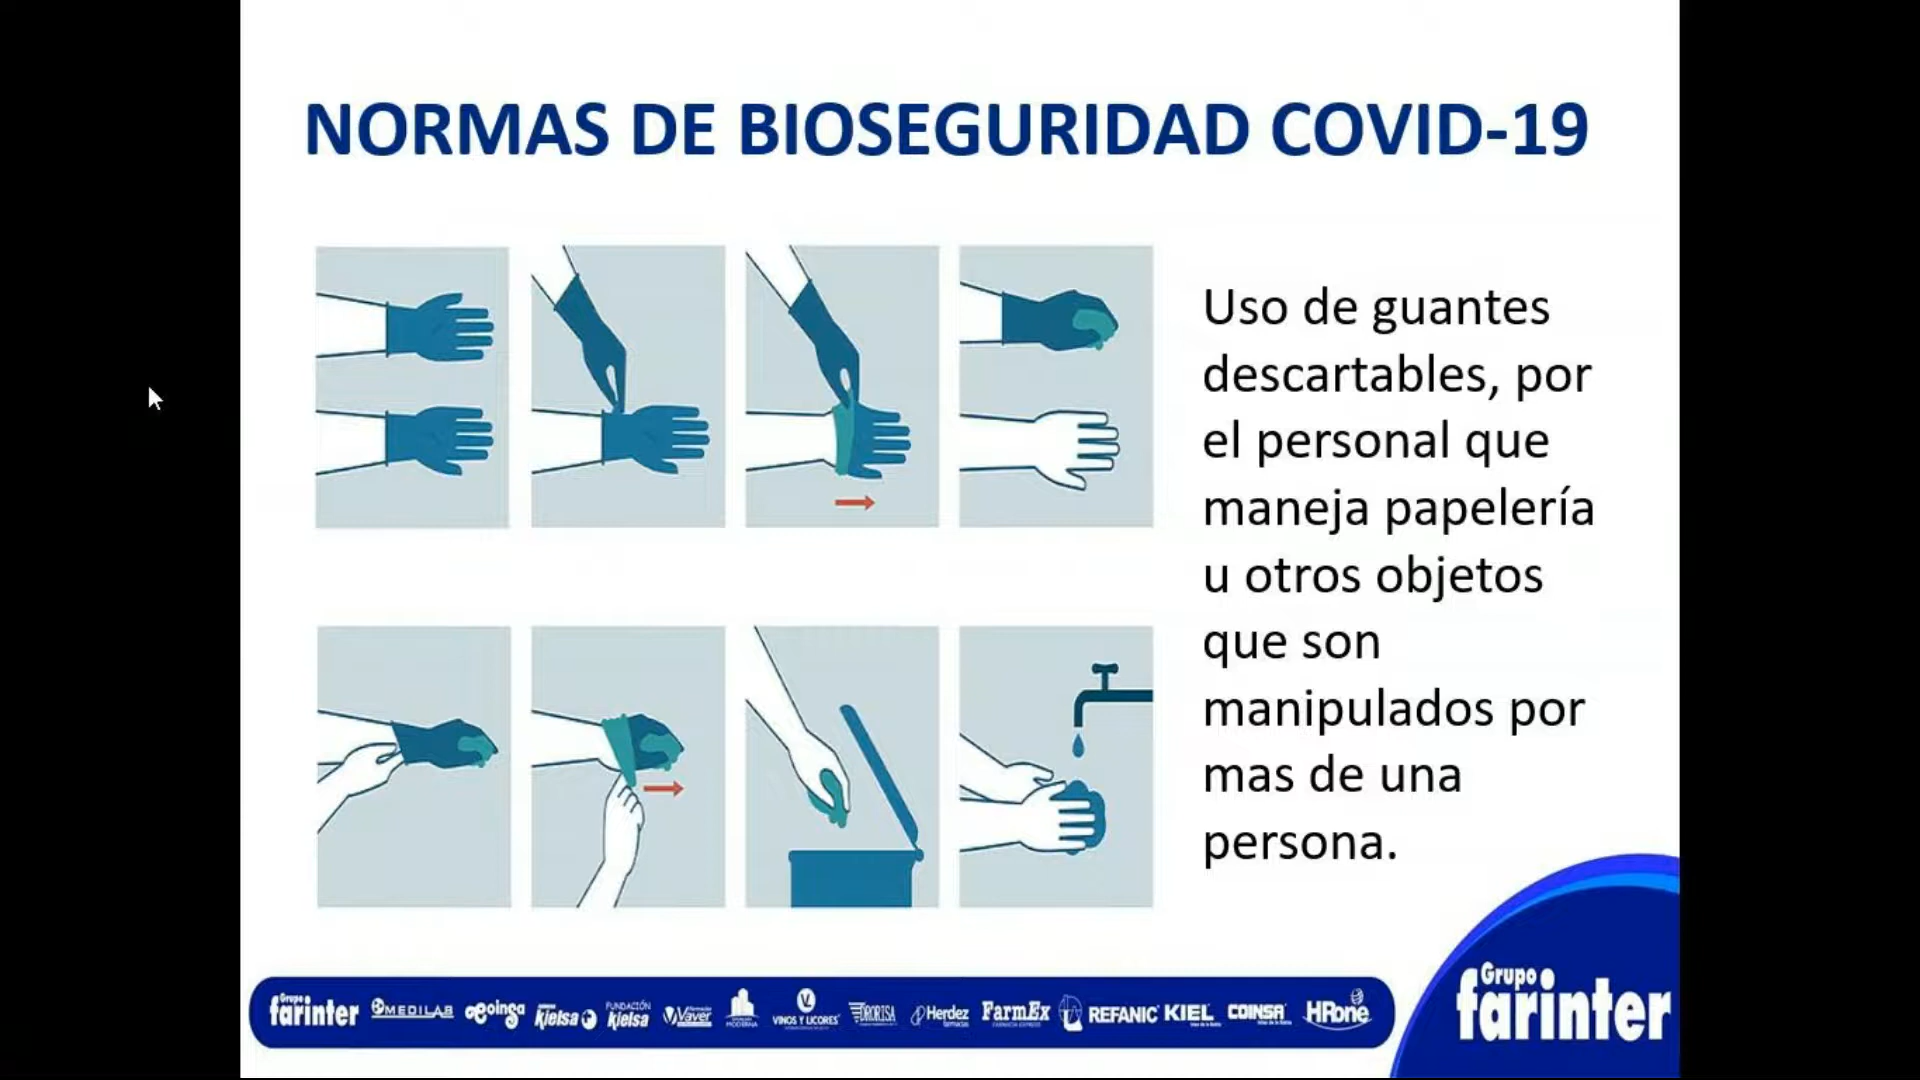 NORMAS DE BIOSEGURIDAD COVID-19
Uso de guantes
descartables, por
el personal que
maneja papelería
u otros objetos
que son
manipulados por
mas de una
persona.
Grupo
farinter
MEDILAB
kielsa
FUNDACIÓN
kielsa
Vaver
VINOS Y LICORES
Herdez
FarmEx
REFANIC
KIEL
COINSA
HRone
Grupo
farinter